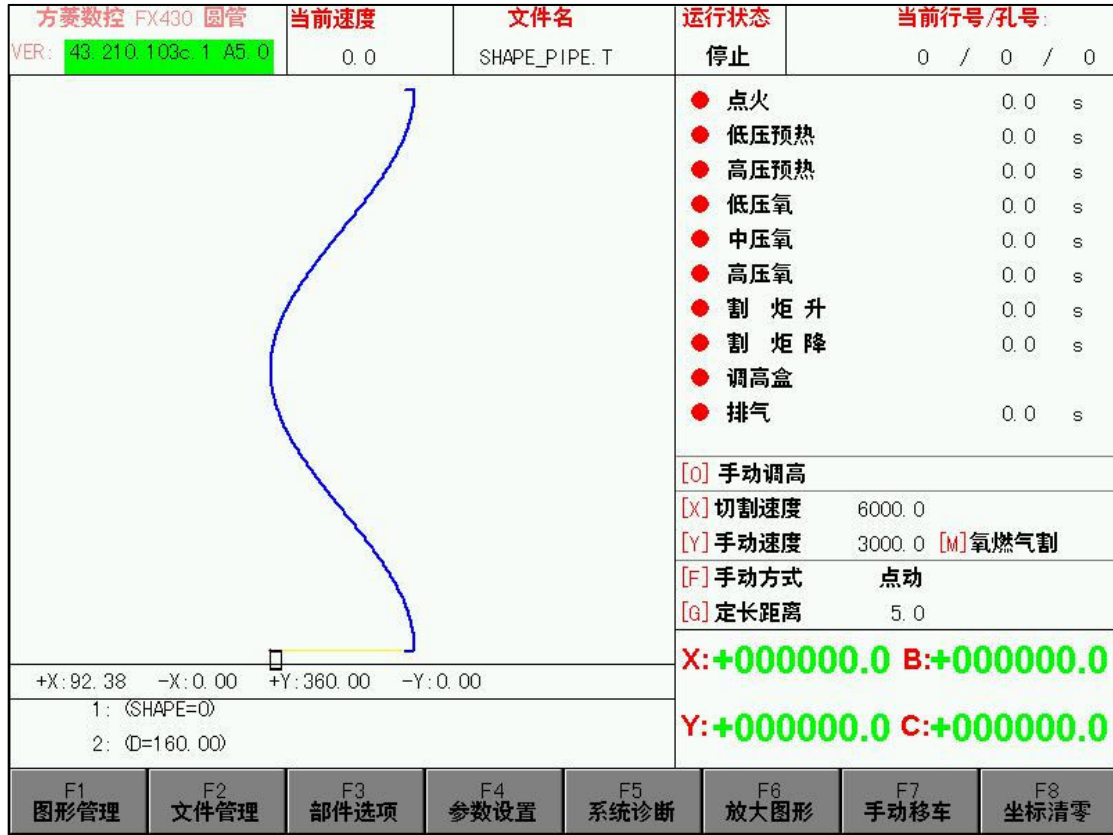 方菱数控 FX430 圆管 当前速度 文件名 运行状态 当前行号/孔号:
VER: 43.210.103c.1 A5.0 0.0 SHAPE_PIPE.T 停止 0 / 0 / 0
点火 0.0 s
低压预热 0.0 s
高压预热 0.0 s
低压氧 0.0 s
中压氧 0.0 s
高压氧 0.0 s
割 炬 升 0.0 s
割 炬 降 0.0 s
调高盒
排气 0.0 s
[O] 手动调高
[X] 切割速度 6000.0
[Y] 手动速度 3000.0 [M] 氧燃气割
[F] 手动方式 点动
[G] 定长距离 5.0
X:+000000.0 B:+000000.0
Y:+000000.0 C:+000000.0
+X:92.38 -X:0.00 +Y:360.00 -Y:0.00
1: (SHAPE=0)
2: (D=160.00)
F1 F2 F3 F4 F5 F6 F7 F8
图形管理 文件管理 部件选项 参数设置 系统诊断 放大图形 手动移车 坐标清零